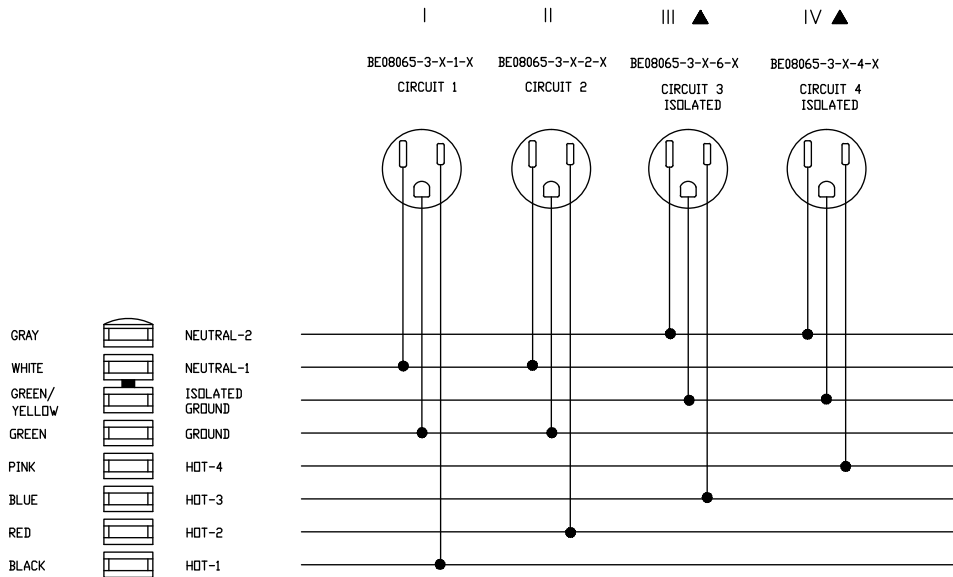 I II III ▲ IV ▲
BE08065-3-X-1-X BE08065-3-X-2-X BE08065-3-X-6-X BE08065-3-X-4-X
CIRCUIT 1 CIRCUIT 2 CIRCUIT 3 CIRCUIT 4
ISOLATED ISOLATED
GRAY NEUTRAL-2
WHITE NEUTRAL-1
GREEN/ ISOLATED
YELLOW GROUND
GREEN GROUND
PINK HOT-4
BLUE HOT-3
RED HOT-2
BLACK HOT-1